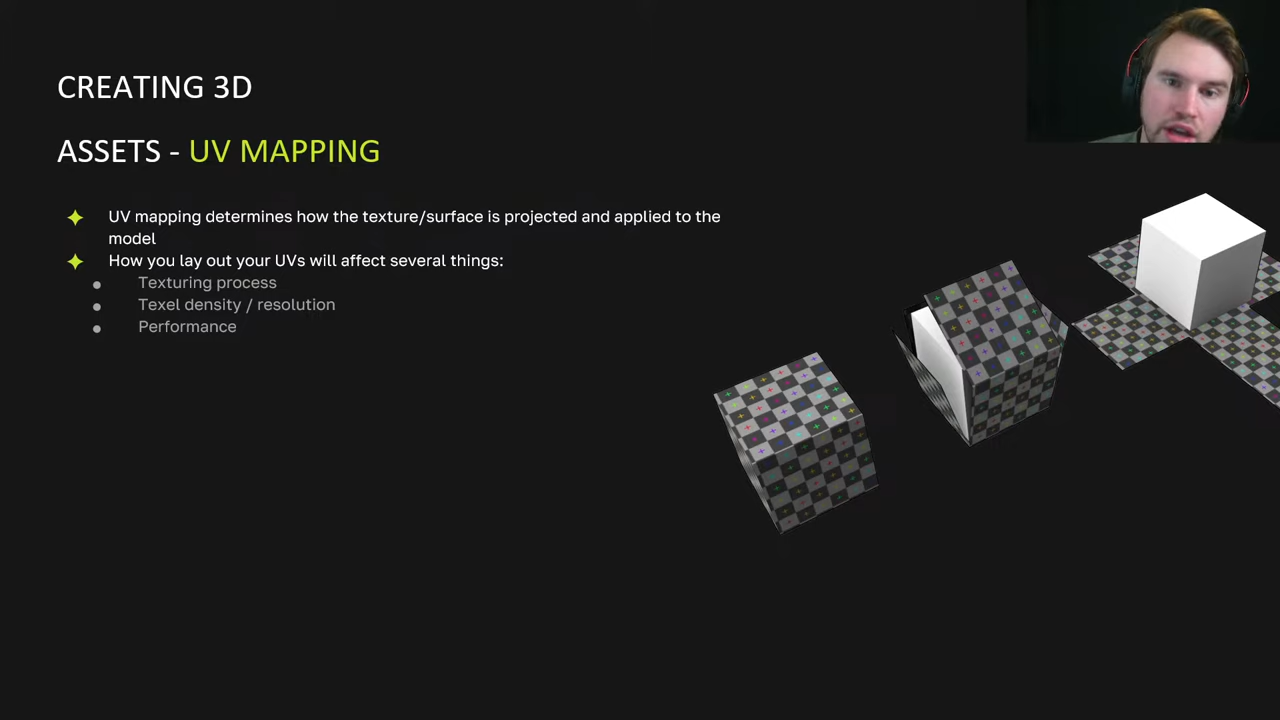 CREATING 3D
ASSETS - UV MAPPING
UV mapping determines how the texture/surface is projected and applied to the
model
How you lay out your UVs will affect several things:
Texturing process
Texel density / resolution
Performance